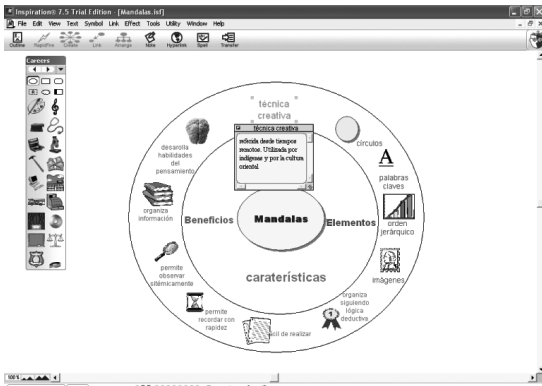 Inspiration® 7.5 Trial Edition - [Mandalas.isf]
File Edit View Text Symbol Link Effect Tools Utility Window Help
Outline RapidFire Create Link Arrange Note Hyperlink Spell Transfer
Careers
técnica
creativa
técnica creativa
referida desde tiempos
remotos. Utilizada por
indígenas y por la cultura
oriental
círculos
A
palabras
claves
orden
jerárquico
imágenes
organiza
siguiendo
lógica
deductiva
desarolla
habilidades
del
pensamiento
organiza
información
permite
observar
sitémicamente
permite
recordar con
rapidez
cil de realizar
Beneficios
Mandalas
Elementos
caraterísticas
1
100%